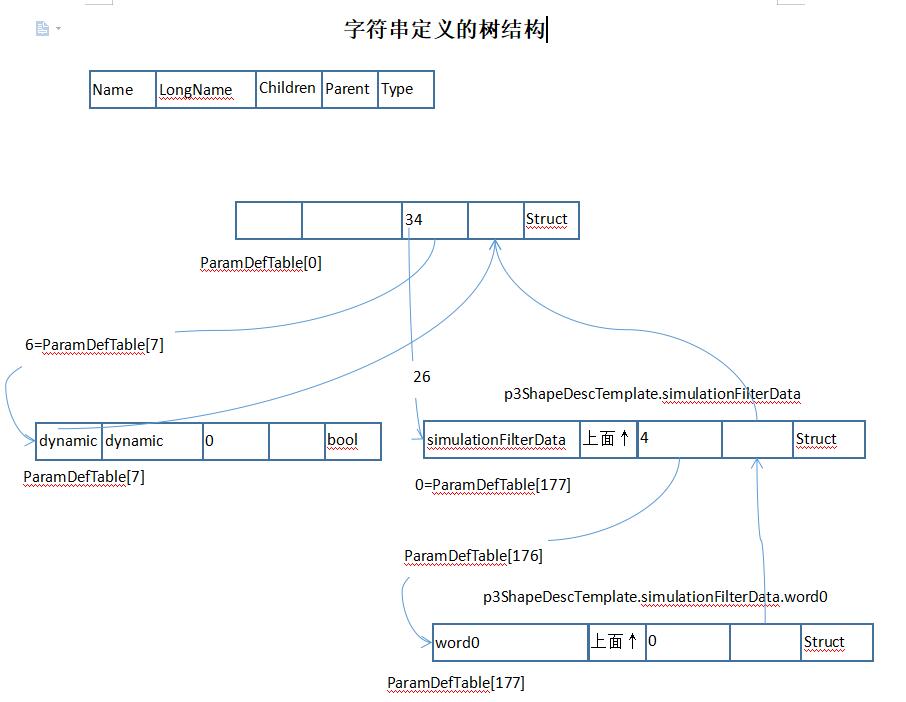 字符串定义的树结构
Name LongName Children Parent Type
34 Struct
ParamDefTable[0]
6=ParamDefTable[7]
26
p3ShapeDescTemplate.simulationFilterData
dynamic dynamic 0 bool
simulationFilterData 上面↑ 4 Struct
ParamDefTable[7]
0=ParamDefTable[177]
ParamDefTable[176]
p3ShapeDescTemplate.simulationFilterData.word0
word0 上面↑ 0 Struct
ParamDefTable[177]